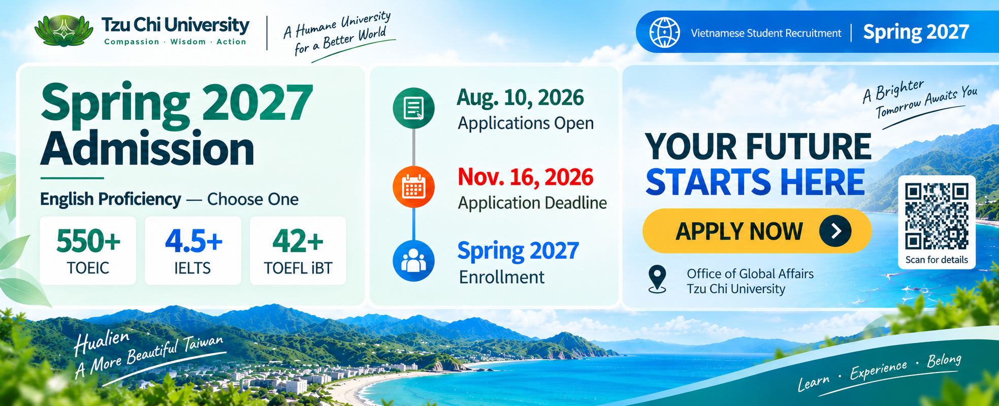 Tzu Chi University
Compassion · Wisdom · Action
A Humane University
for a Better World
Vietnamese Student Recruitment
Spring 2027
Spring 2027
Admission
English Proficiency — Choose One
550+
TOEIC
4.5+
IELTS
42+
TOEFL iBT
Aug. 10, 2026
Applications Open
Nov. 16, 2026
Application Deadline
Spring 2027
Enrollment
A Brighter
Tomorrow Awaits You
YOUR FUTURE
STARTS HERE
APPLY NOW
Scan for details
Office of Global Affairs
Tzu Chi University
Hualien
A More Beautiful Taiwan
Learn · Experience · Belong